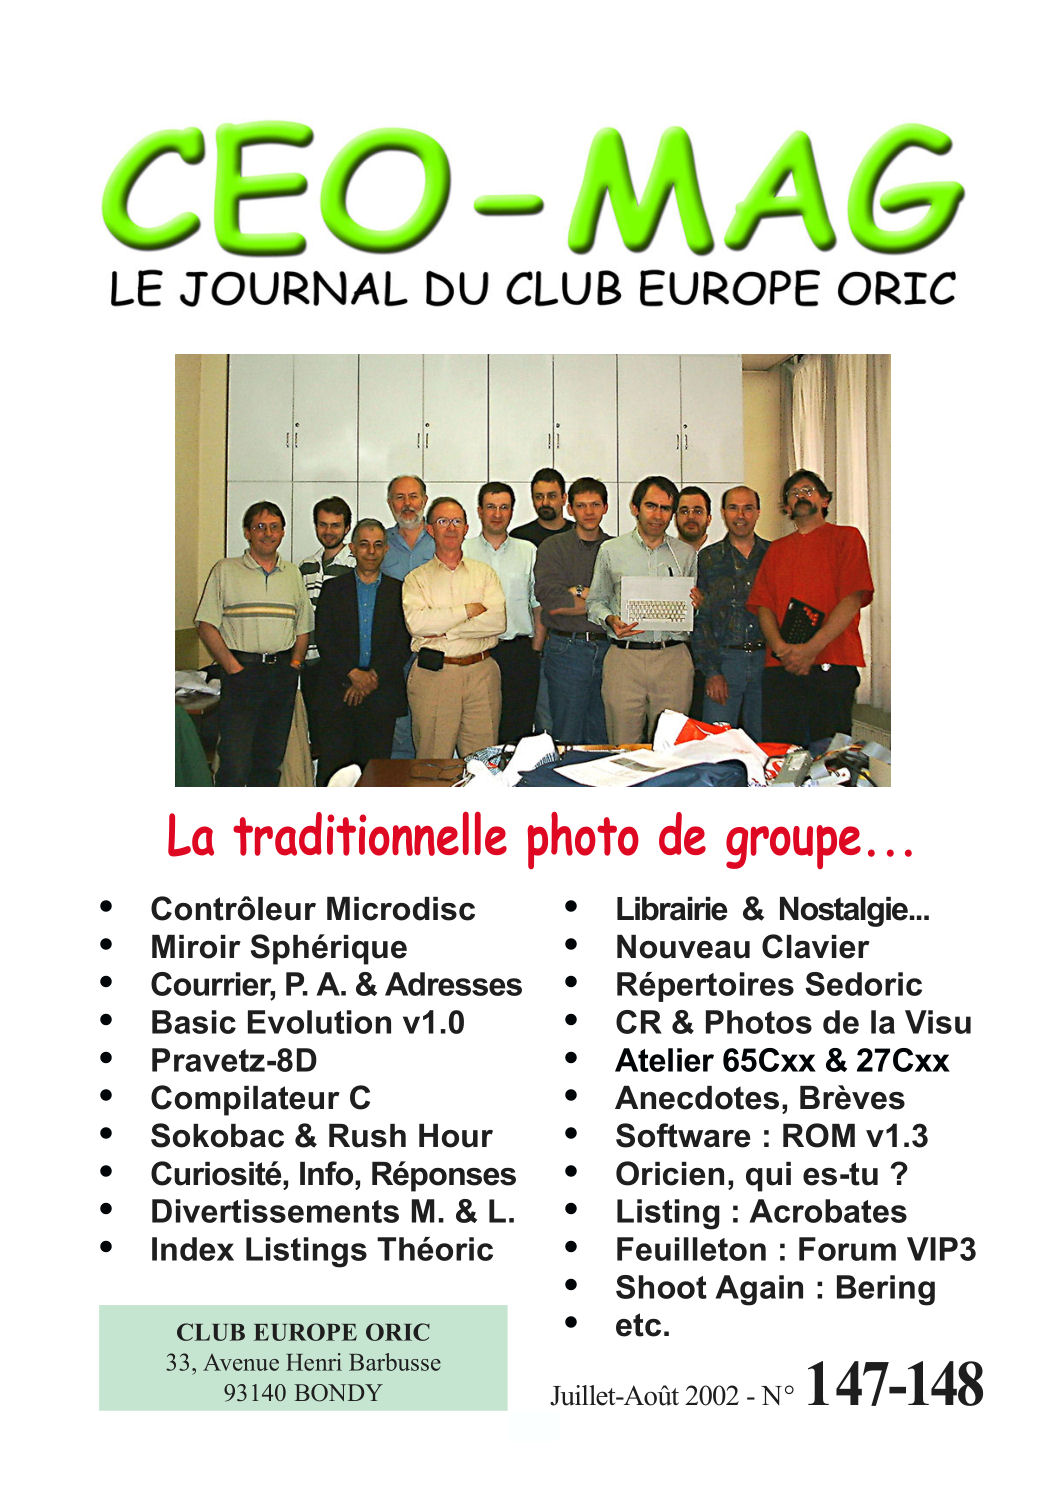 CEO-MAG
LE JOURNAL DU CLUB EUROPE ORIC
La traditionnelle photo de groupe...
• Contrôleur Microdisc
• Miroir Sphérique
• Courrier, P. A. & Adresses
• Basic Evolution v1.0
• Pravetz-8D
• Compilateur C
• Sokobac & Rush Hour
• Curiosité, Info, Réponses
• Divertissements M. & L.
• Index Listings Théoric
• Librairie & Nostalgie...
• Nouveau Clavier
• Répertoires Sedoric
• CR & Photos de la Visu
• Atelier 65Cxx & 27Cxx
• Anecdotes, Brèves
• Software : ROM v1.3
• Oricien, qui es-tu ?
• Listing : Acrobates
• Feuilleton : Forum VIP3
• Shoot Again : Bering
• etc.
CLUB EUROPE ORIC
33, Avenue Henri Barbusse
93140 BONDY
Juillet-Août 2002 - N° 147-148